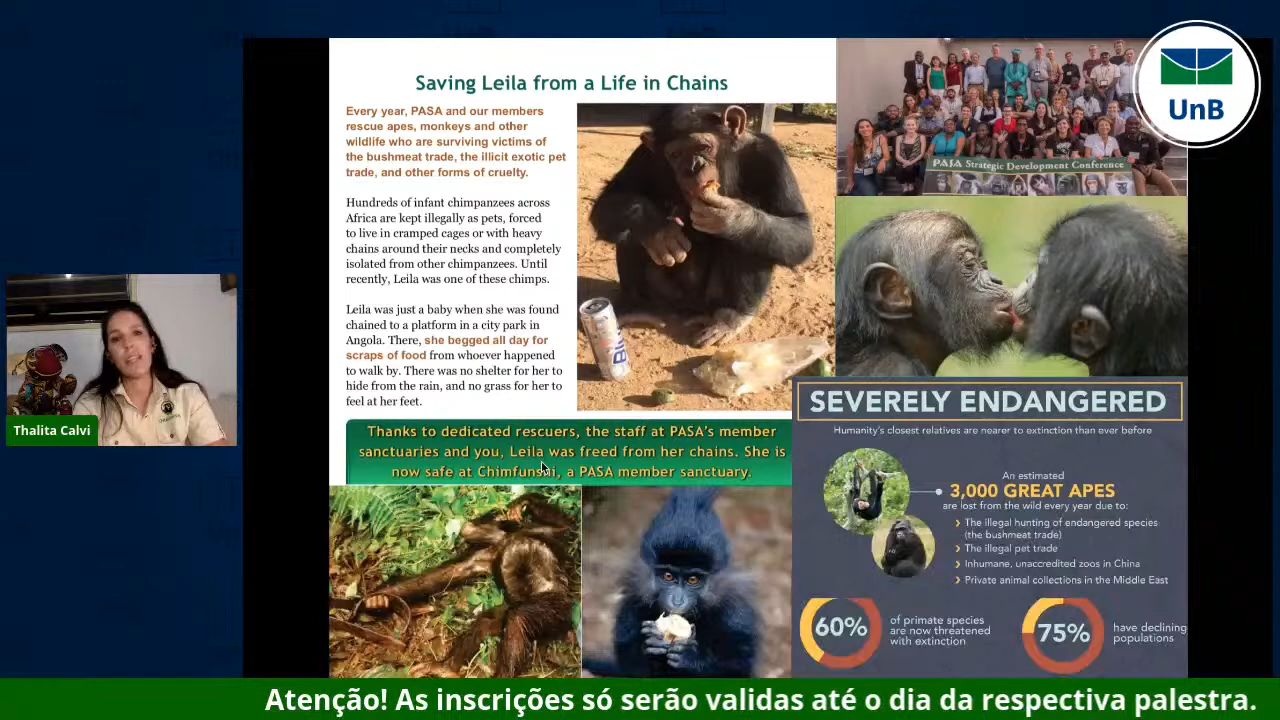 Saving Leila from a Life in Chains
Every year, PASA and our members
rescue apes, monkeys and other
wildlife who are surviving victims of
the bushmeat trade, the illicit exotic pet
trade, and other forms of cruelty.
Hundreds of infant chimpanzees across
Africa are kept illegally as pets, forced
to live in cramped cages or with heavy
chains around their necks and completely
isolated from other chimpanzees. Until
recently, Leila was one of these chimps.
Leila was just a baby when she was found
chained to a platform in a city park in
Angola. There, she begged all day for
scraps of food from whoever happened
to walk by. There was no shelter for her to
hide from the rain, and no grass for her to
feel at her feet.
Thanks to dedicated rescuers, the staff at PASA's member
sanctuaries and you, Leila was freed from her chains. She is
now safe at Chimfunshi, a PASA member sanctuary.
PASA Strategic Development Conference
UnB
SEVERELY ENDANGERED
Humanity's closest relatives are nearer to extinction than ever before
An estimated
3,000 GREAT APES
are lost from the wild every year due to:
The illegal hunting of endangered species
(the bushmeat trade)
The illegal pet trade
Inhumane, unaccredited zoos in China
Private animal collections in the Middle East
60%
of primate species
are now threatened
with extinction
75%
have declining
populations
Thalita Calvi
Atenção! As inscrições só serão validas até o dia da respectiva palestra.